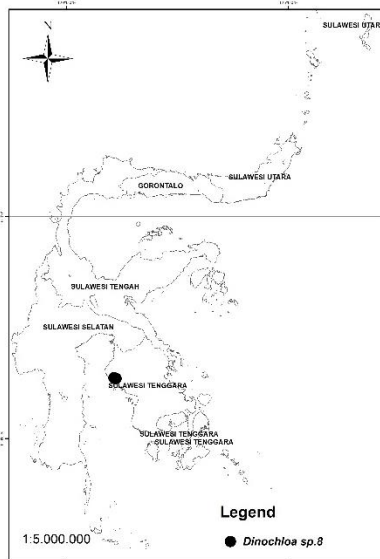 SULAWESI UTAR
N
SULAWESI UTARA
GORONTALO
SULAWESI TENGAH
SULAWESI SELATAN
SULAWESI TENGGARA
SULAWESI TENGGARA
SULAWESI TENGGARA
Legend
1:5.000.000
Dinochloa sp.8